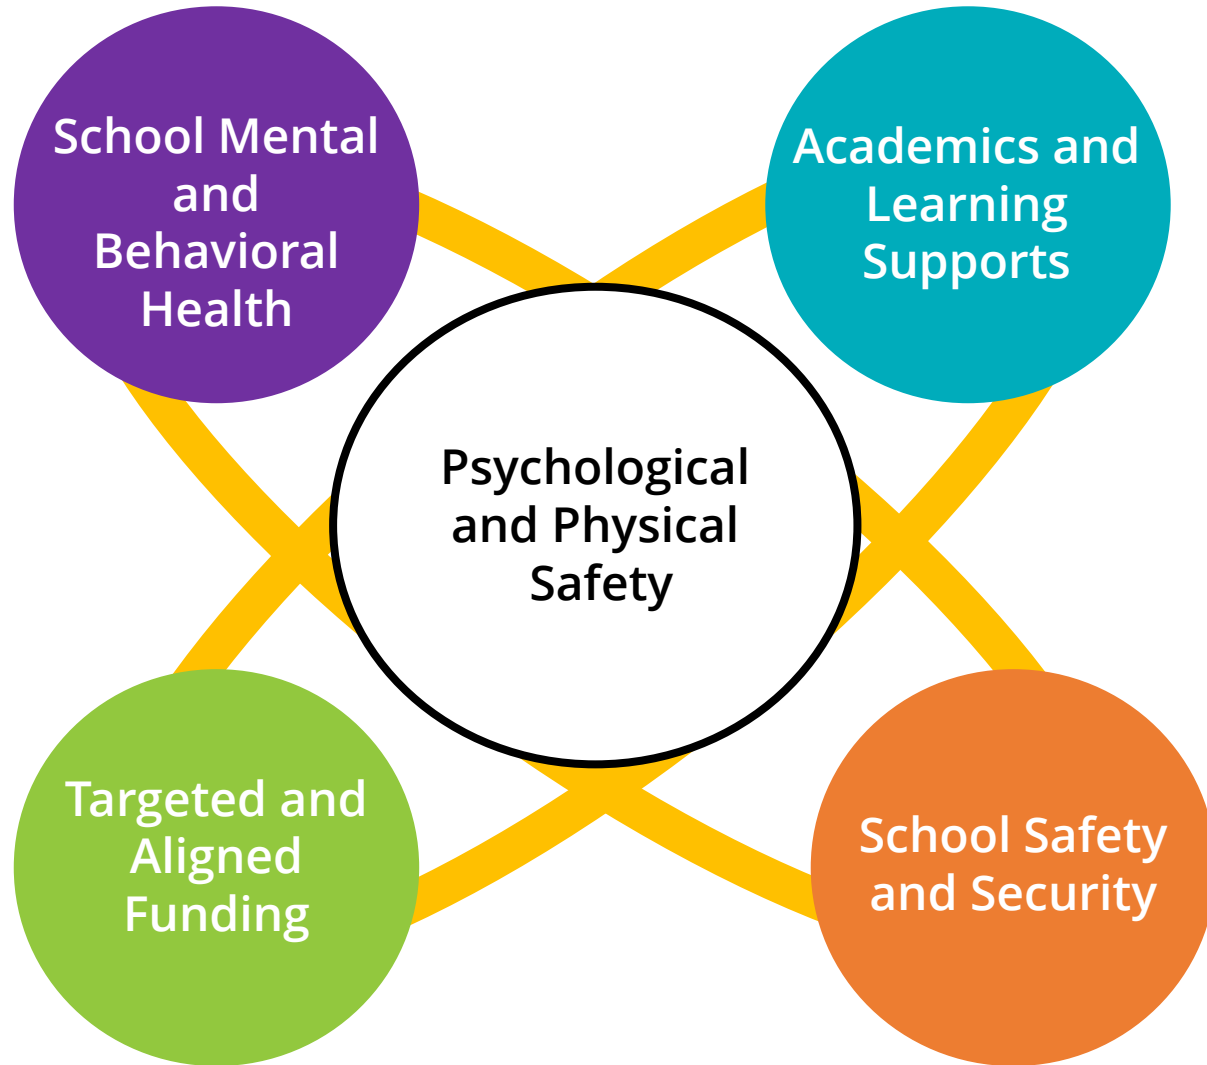 School Mental
and
Behavioral
Health
Academics and
Learning
Supports
Psychological
and Physical
Safety
Targeted and
Aligned
Funding
School Safety
and Security